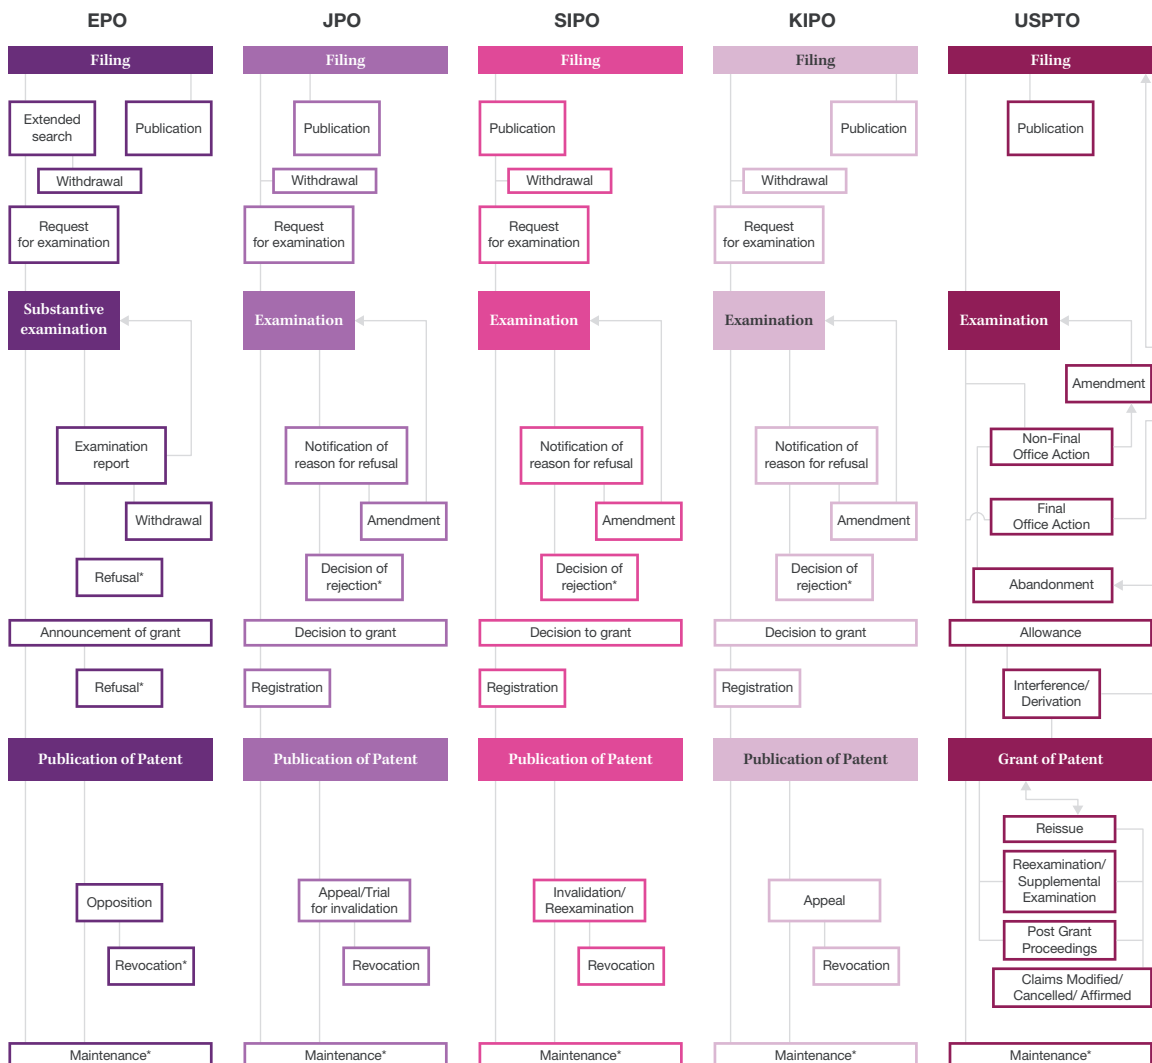 EPO
Filing
Extended
search
Publication
Withdrawal
Request
for examination
Substantive
examination
Examination
report
Withdrawal
Refusal*
Announcement of grant
Refusal*
Publication of Patent
Opposition
Revocation*
Maintenance*
JPO
Filing
Publication
Withdrawal
Request
for examination
Examination
Notification of
reason for refusal
Amendment
Decision of
rejection*
Decision to grant
Registration
Publication of Patent
Appeal/Trial
for invalidation
Revocation
Maintenance*
SIPO
Filing
Publication
Withdrawal
Request
for examination
Examination
Notification of
reason for refusal
Amendment
Decision of
rejection*
Decision to grant
Registration
Publication of Patent
Invalidation/
Reexamination
Revocation
Maintenance*
KIPO
Filing
Publication
Withdrawal
Request
for examination
Examination
Notification of
reason for refusal
Amendment
Decision of
rejection*
Decision to grant
Registration
Publication of Patent
Appeal
Revocation
Maintenance*
USPTO
Filing
Publication
Examination
Amendment
Non-Final
Office Action
Final
Office Action
Abandonment
Allowance
Interference/
Derivation
Grant of Patent
Reissue
Reexamination/
Supplemental
Examination
Post Grant
Proceedings
Claims Modified/
Cancelled/ Affirmed
Maintenance*